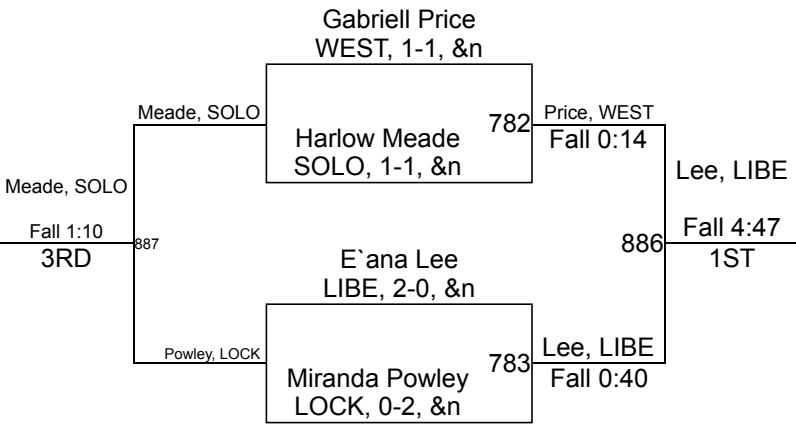 Gabriell Price
WEST, 1-1, &n
Meade, SOLO
782
Price, WEST
Harlow Meade
SOLO, 1-1, &n
Fall 0:14
Meade, SOLO
Lee, LIBE
Fall 1:10
887
3RD
886
Fall 4:47
1ST
E`ana Lee
LIBE, 2-0, &n
Powley, LOCK
783
Lee, LIBE
Miranda Powley
LOCK, 0-2, &n
Fall 0:40